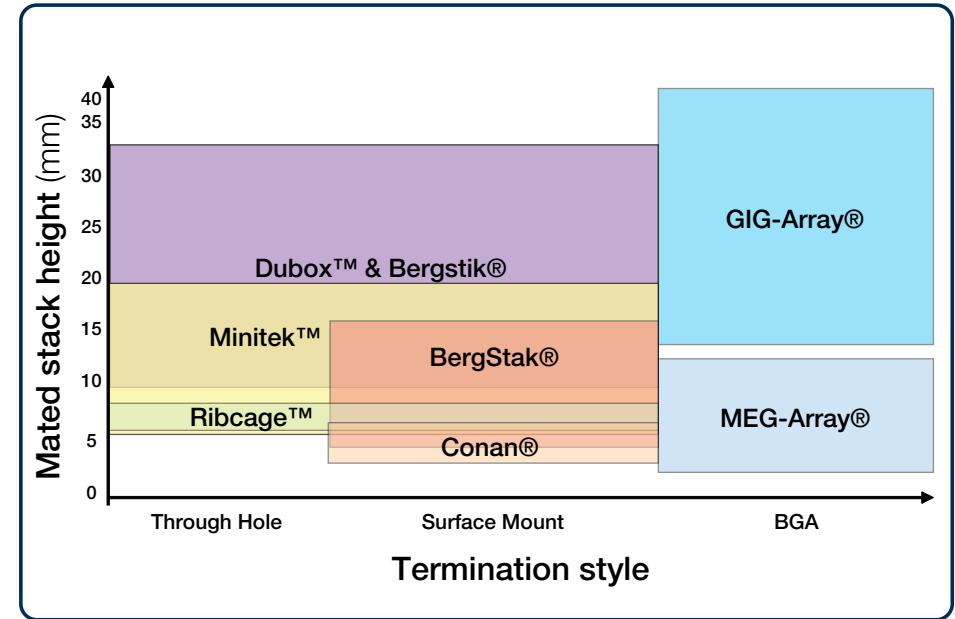 Mated stack height (mm)
40
35
30
25
20
15
10
5
0
GIG-Array®
Dubox™ & Bergstik®
Minitek™
BergStak®
Ribcage™
MEG-Array®
Conan®
Through Hole
Surface Mount
BGA
Termination style